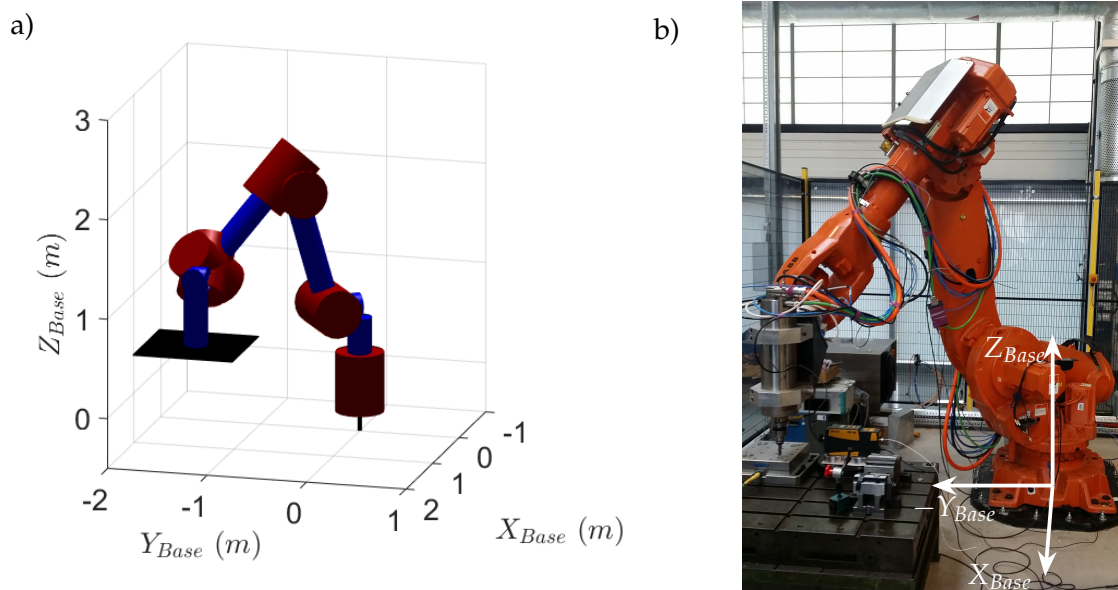 a)
b)
3
2
1
0
Z_Base (m)
-2
-1
0
1
Y_Base (m)
2
1
0
-1
X_Base (m)
Z_Base
−Y_Base
X_Base